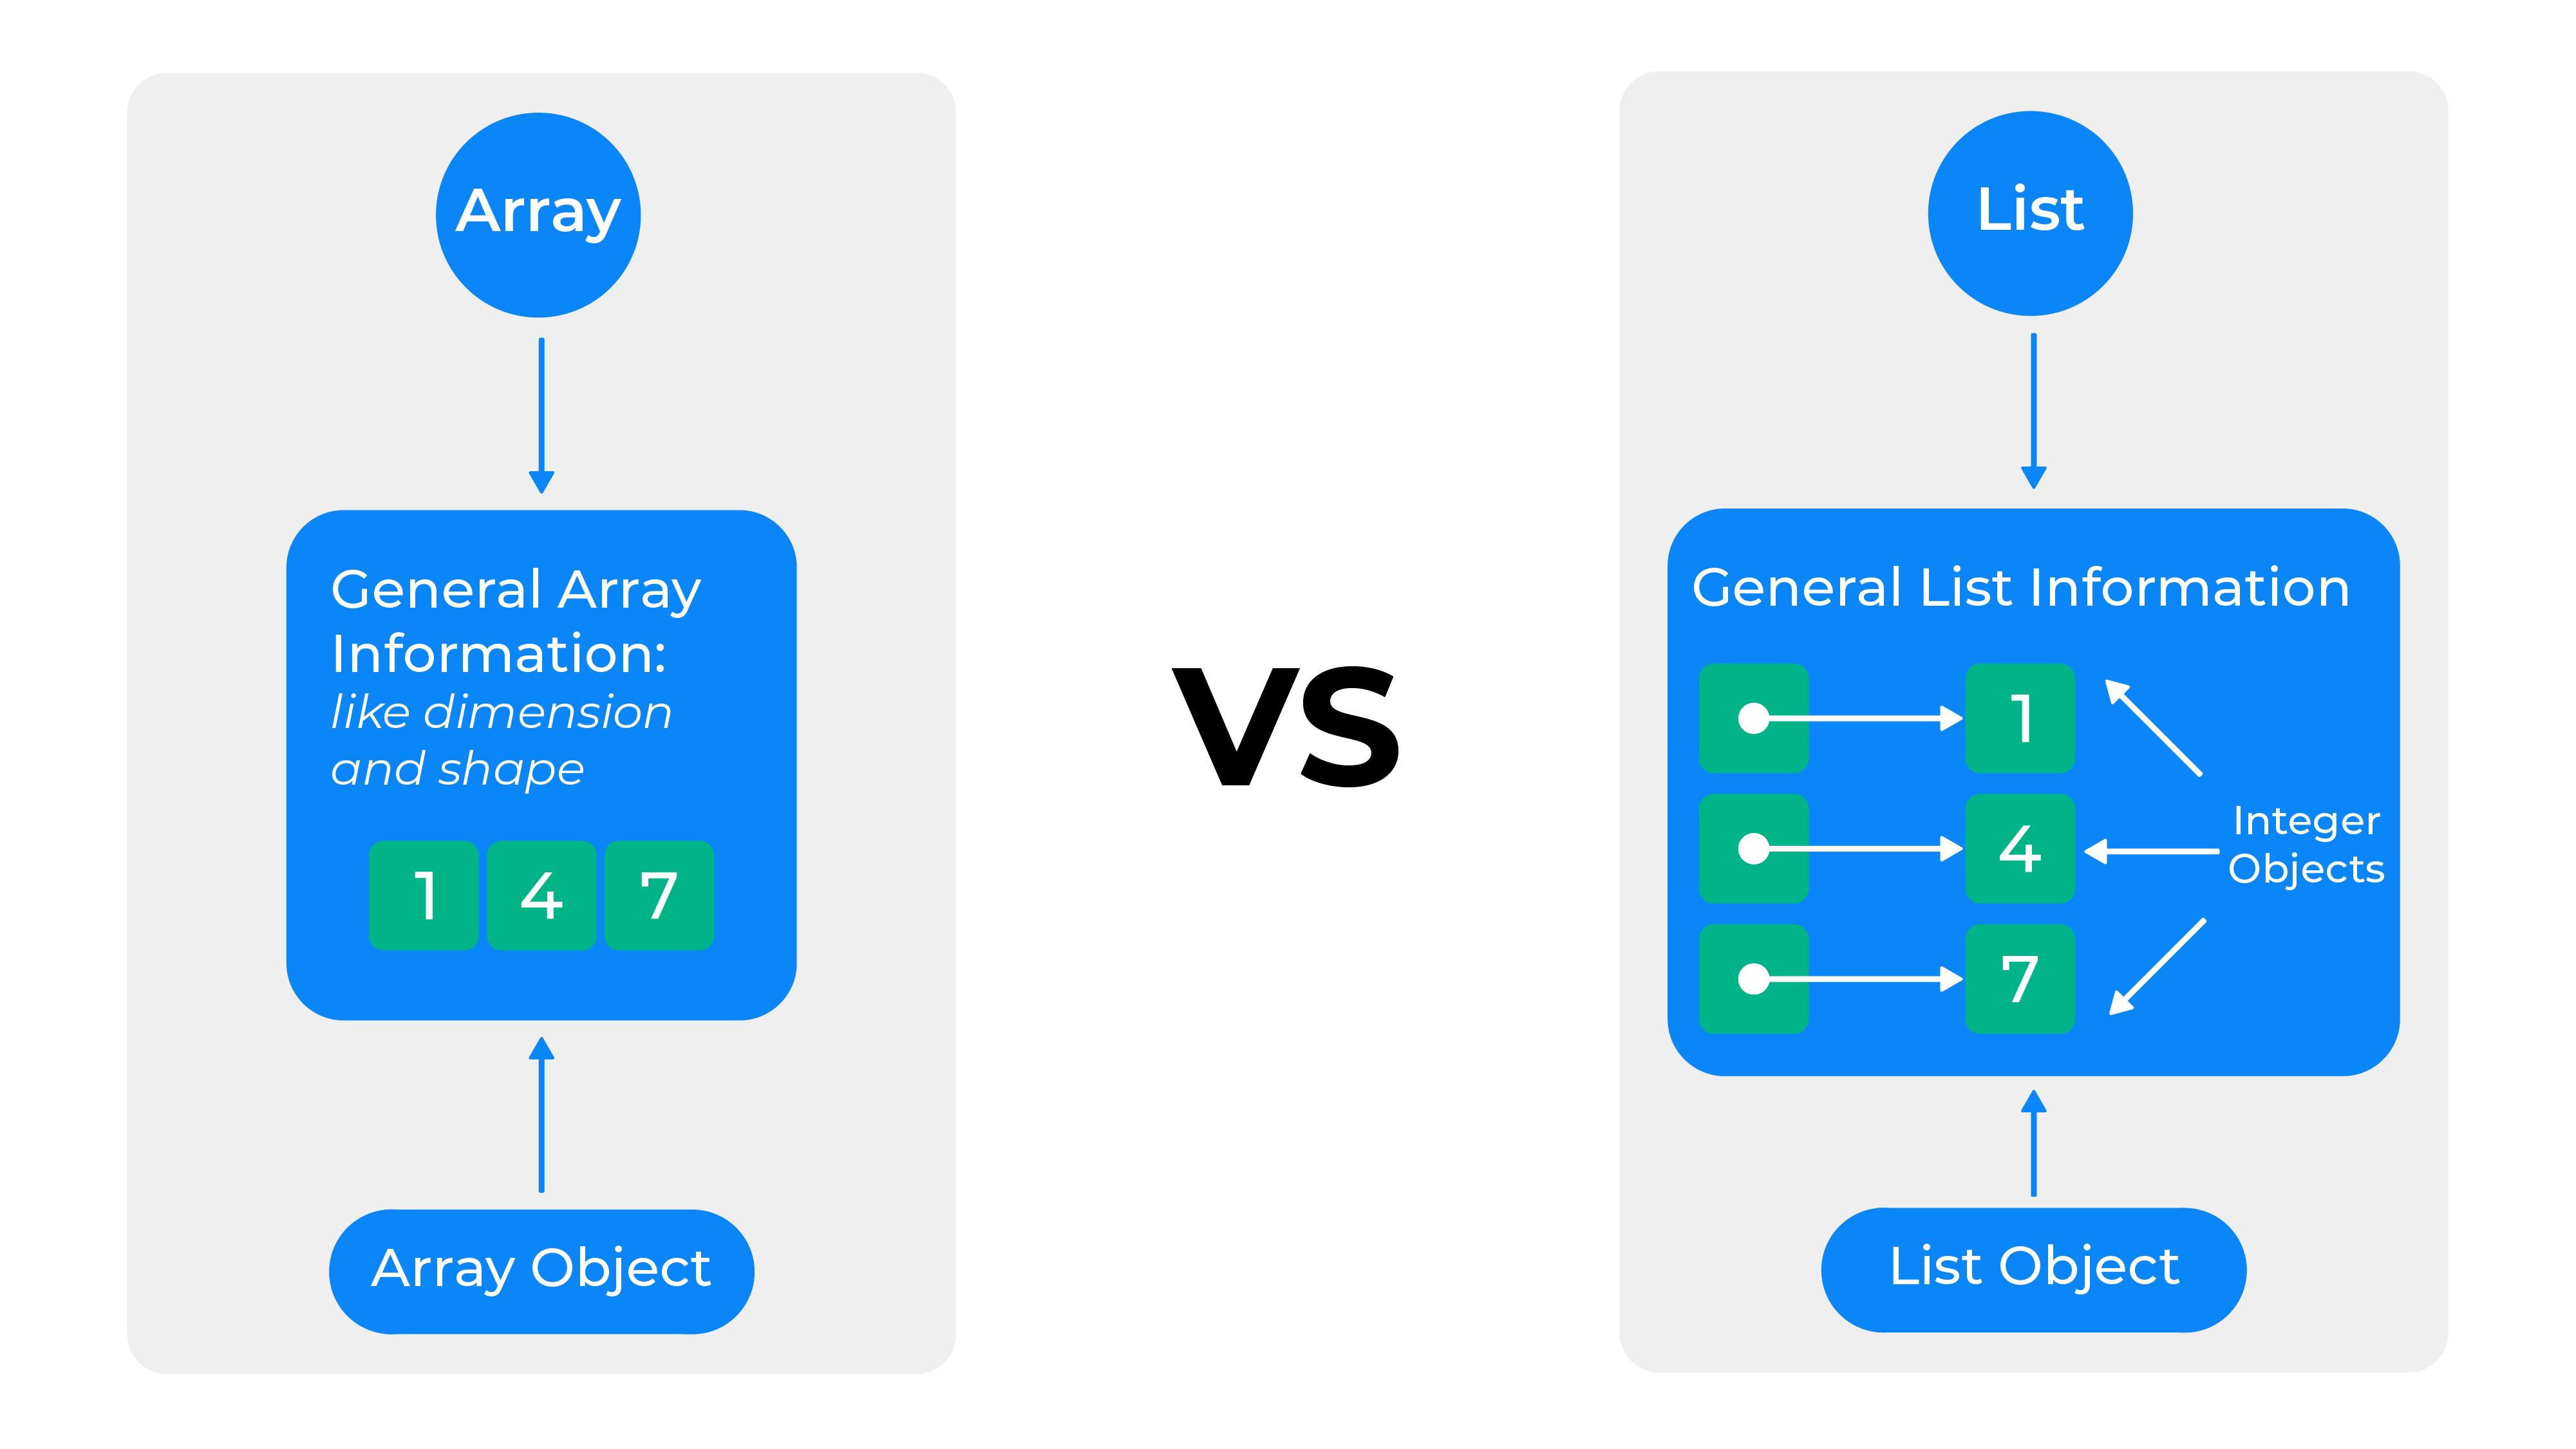 Array
General Array
Information:
like dimension
and shape
1 4 7
Array Object
VS
List
General List Information
1
4
7
Integer
Objects
List Object